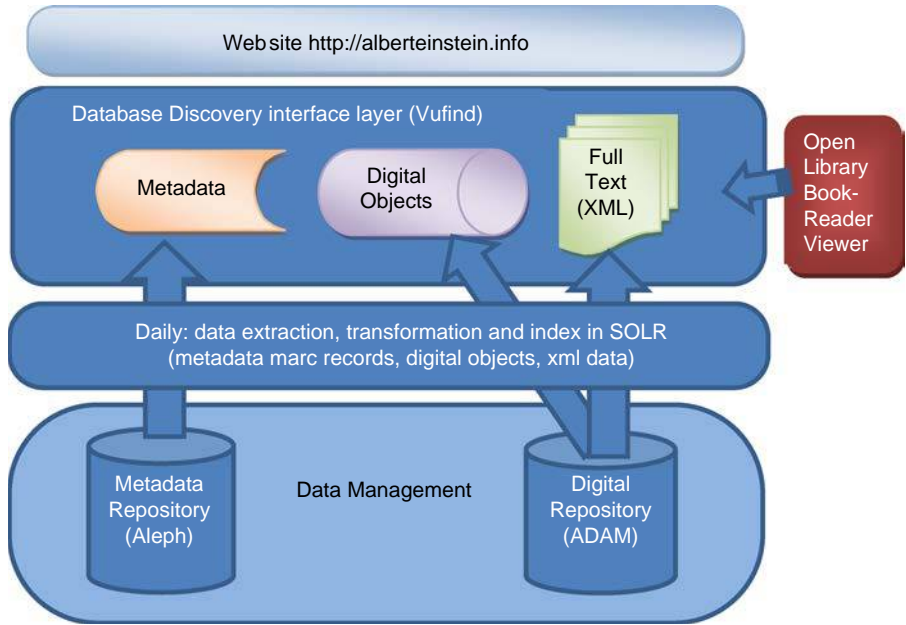 Web site http://alberteinstein.info
Database Discovery interface layer (Vufind)
Metadata
Digital
Objects
Full
Text
(XML)
Open
Library
Book-
Reader
Viewer
Daily: data extraction, transformation and index in SOLR
(metadata marc records, digital objects, xml data)
Metadata
Repository
(Aleph)
Data Management
Digital
Repository
(ADAM)